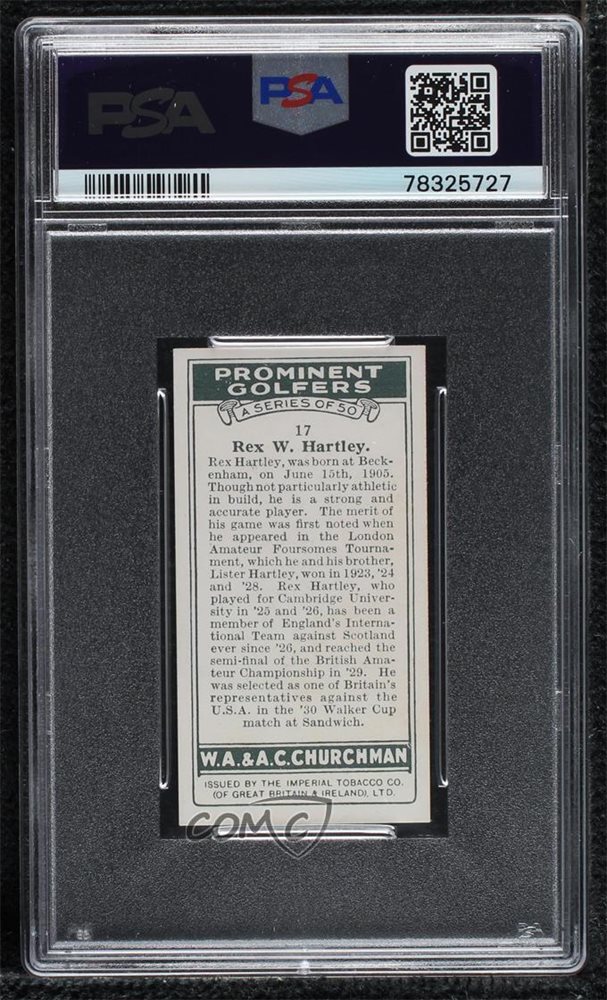 PSA
PSA
78325727
PROMINENT
GOLFERS
A SERIES OF 50
17
Rex W. Hartley.
Rex Hartley, was born at Beck-
enham, on June 15th, 1905.
Though not particularly athletic
in build, he is a strong and
accurate player. The merit of
his game was first noted when
he appeared in the London
Amateur Foursomes Tourna-
ment, which he and his brother,
Lister Hartley, won in 1923, '24
and '28. Rex Hartley, who
played for Cambridge Univer-
sity in '25 and '26, has been a
member of England's Interna-
tional Team against Scotland
ever since '26, and reached the
semi-final of the British Ama-
teur Championship in '29. He
was selected as one of Britain's
representatives against the
U.S.A. in the '30 Walker Cup
match at Sandwich.
W.A. & A.C. CHURCHMAN
ISSUED BY THE IMPERIAL TOBACCO CO.
(OF GREAT BRITAIN & IRELAND), LTD.
COMC